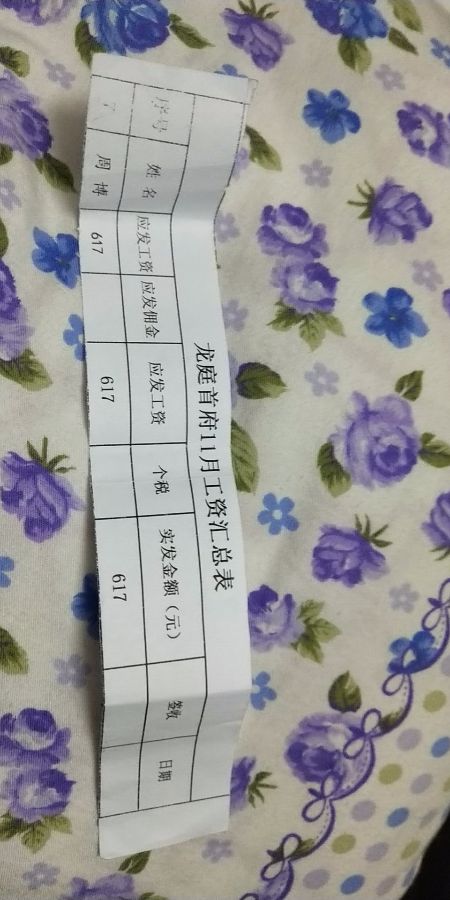 龙庭首府11月工资汇总表
序号 姓名 应发工资 应发佣金 应发工资 个税 实发金额（元） 签收 日期
7 周博 617 617 617